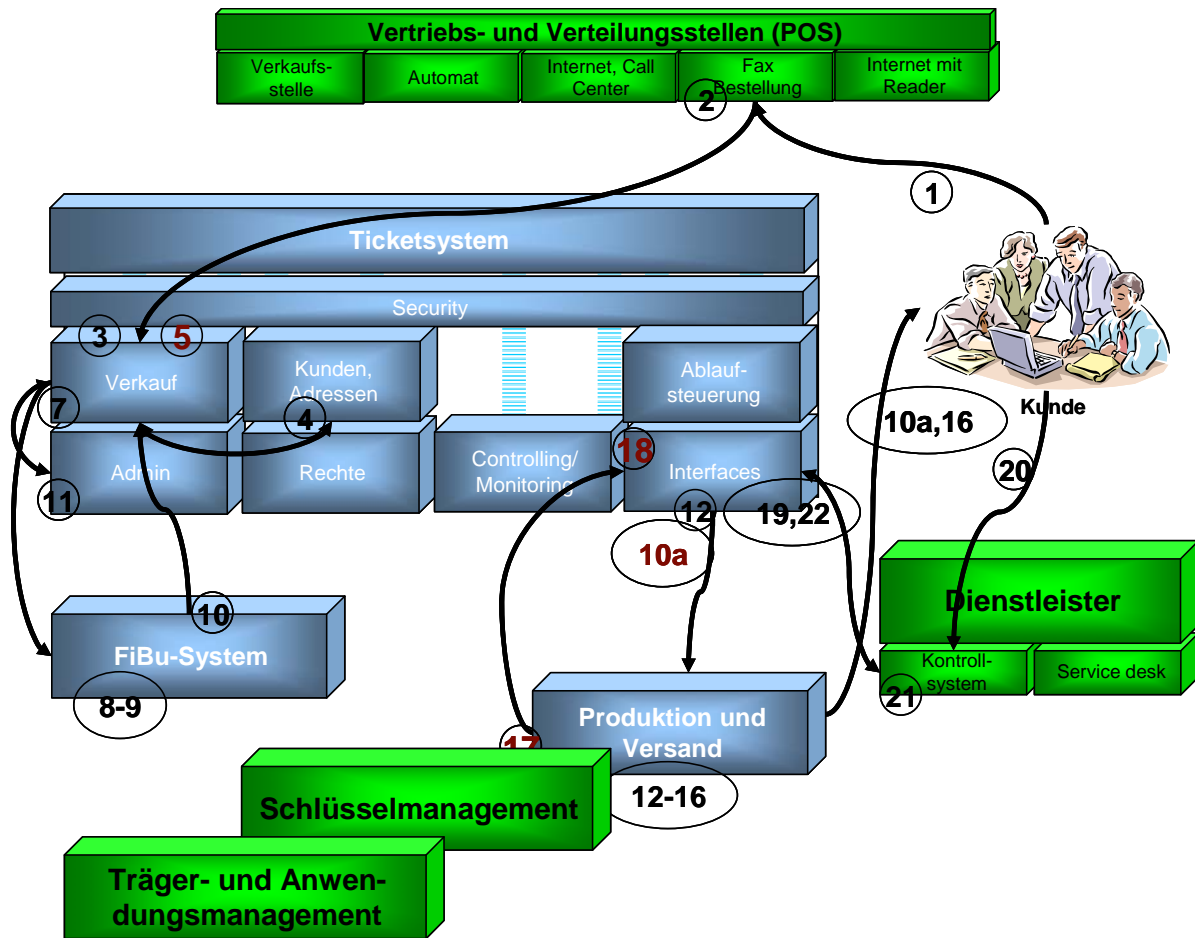 Vertriebs- und Verteilungsstellen (POS)
Verkaufs-
stelle
Automat
Internet, Call
Center
Fax
Bestellung
Internet mit
Reader
2
1
Ticketsystem
Security
3
5
Verkauf
Kunden,
Adressen
Ablauf-
steuerung
7
4
Kunde
10a,16
Admin
Rechte
Controlling/
Monitoring
18
Interfaces
20
11
12
19,22
10a
Dienstleister
10
FiBu-System
Kontroll-
system
Service desk
21
8-9
Produktion und
Versand
17
12-16
Schlüsselmanagement
Träger- und Anwen-
dungsmanagement